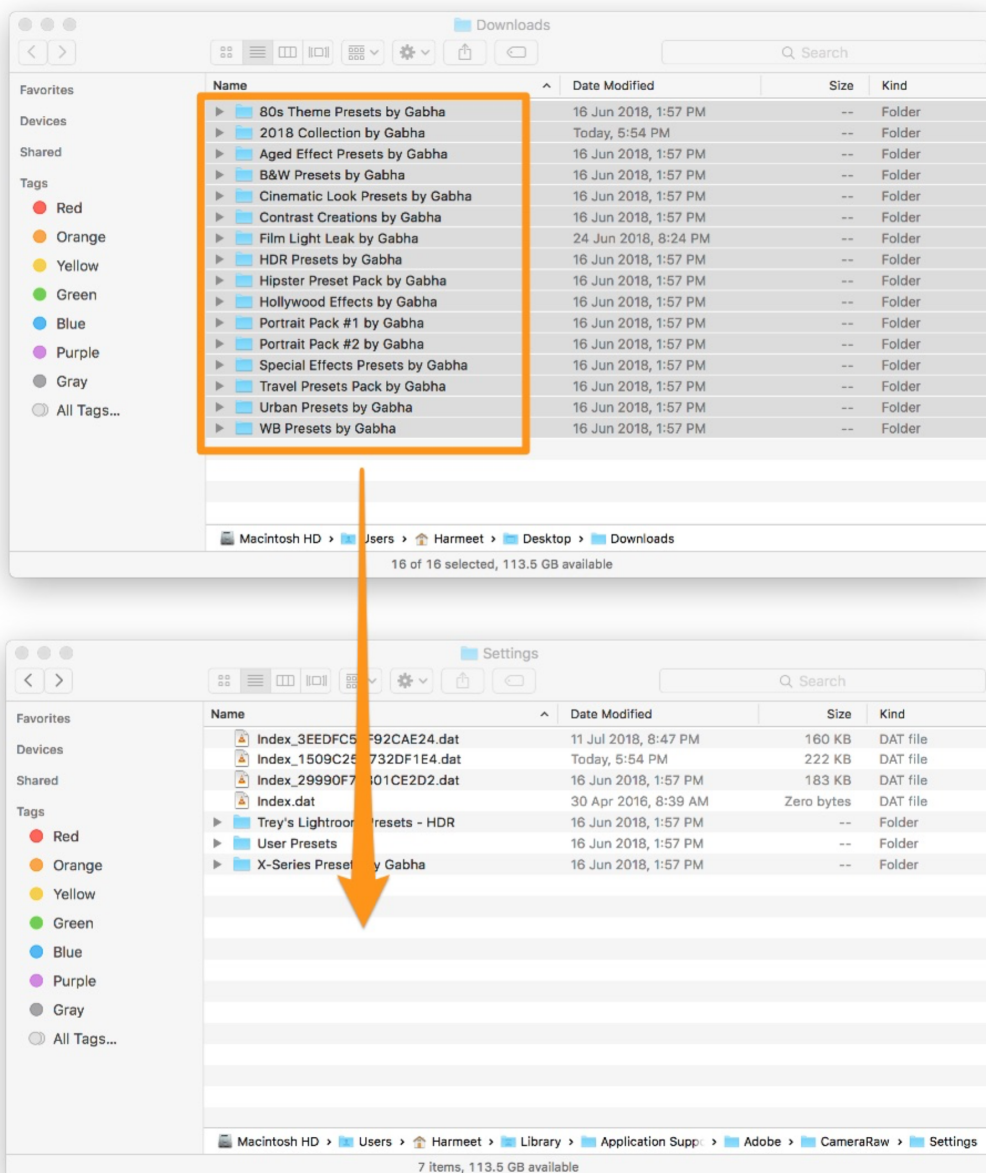 Downloads
Search
Favorites
Devices
Shared
Tags
Red
Orange
Yellow
Green
Blue
Purple
Gray
All Tags...
Name Date Modified Size Kind
80s Theme Presets by Gabha 16 Jun 2018, 1:57 PM -- Folder
2018 Collection by Gabha Today, 5:54 PM -- Folder
Aged Effect Presets by Gabha 16 Jun 2018, 1:57 PM -- Folder
B&W Presets by Gabha 16 Jun 2018, 1:57 PM -- Folder
Cinematic Look Presets by Gabha 16 Jun 2018, 1:57 PM -- Folder
Contrast Creations by Gabha 16 Jun 2018, 1:57 PM -- Folder
Film Light Leak by Gabha 24 Jun 2018, 8:24 PM -- Folder
HDR Presets by Gabha 16 Jun 2018, 1:57 PM -- Folder
Hipster Preset Pack by Gabha 16 Jun 2018, 1:57 PM -- Folder
Hollywood Effects by Gabha 16 Jun 2018, 1:57 PM -- Folder
Portrait Pack #1 by Gabha 16 Jun 2018, 1:57 PM -- Folder
Portrait Pack #2 by Gabha 16 Jun 2018, 1:57 PM -- Folder
Special Effects Presets by Gabha 16 Jun 2018, 1:57 PM -- Folder
Travel Presets Pack by Gabha 16 Jun 2018, 1:57 PM -- Folder
Urban Presets by Gabha 16 Jun 2018, 1:57 PM -- Folder
WB Presets by Gabha 16 Jun 2018, 1:57 PM -- Folder
Macintosh HD › Users › Harmeet › Desktop › Downloads
16 of 16 selected, 113.5 GB available
Settings
Search
Favorites
Devices
Shared
Tags
Red
Orange
Yellow
Green
Blue
Purple
Gray
All Tags...
Name Date Modified Size Kind
11 Jul 2018, 8:47 PM 160 KB DAT file
Today, 5:54 PM 222 KB DAT file
16 Jun 2018, 1:57 PM 183 KB DAT file
Index.dat 30 Apr 2016, 8:39 AM Zero bytes DAT file
Trey's Lightroom Presets - HDR 16 Jun 2018, 1:57 PM -- Folder
User Presets 16 Jun 2018, 1:57 PM -- Folder
X-Series Presets by Gabha 16 Jun 2018, 1:57 PM -- Folder
Macintosh HD › Users › Harmeet › Library › Application Supp › Adobe › CameraRaw › Settings
7 items, 113.5 GB available